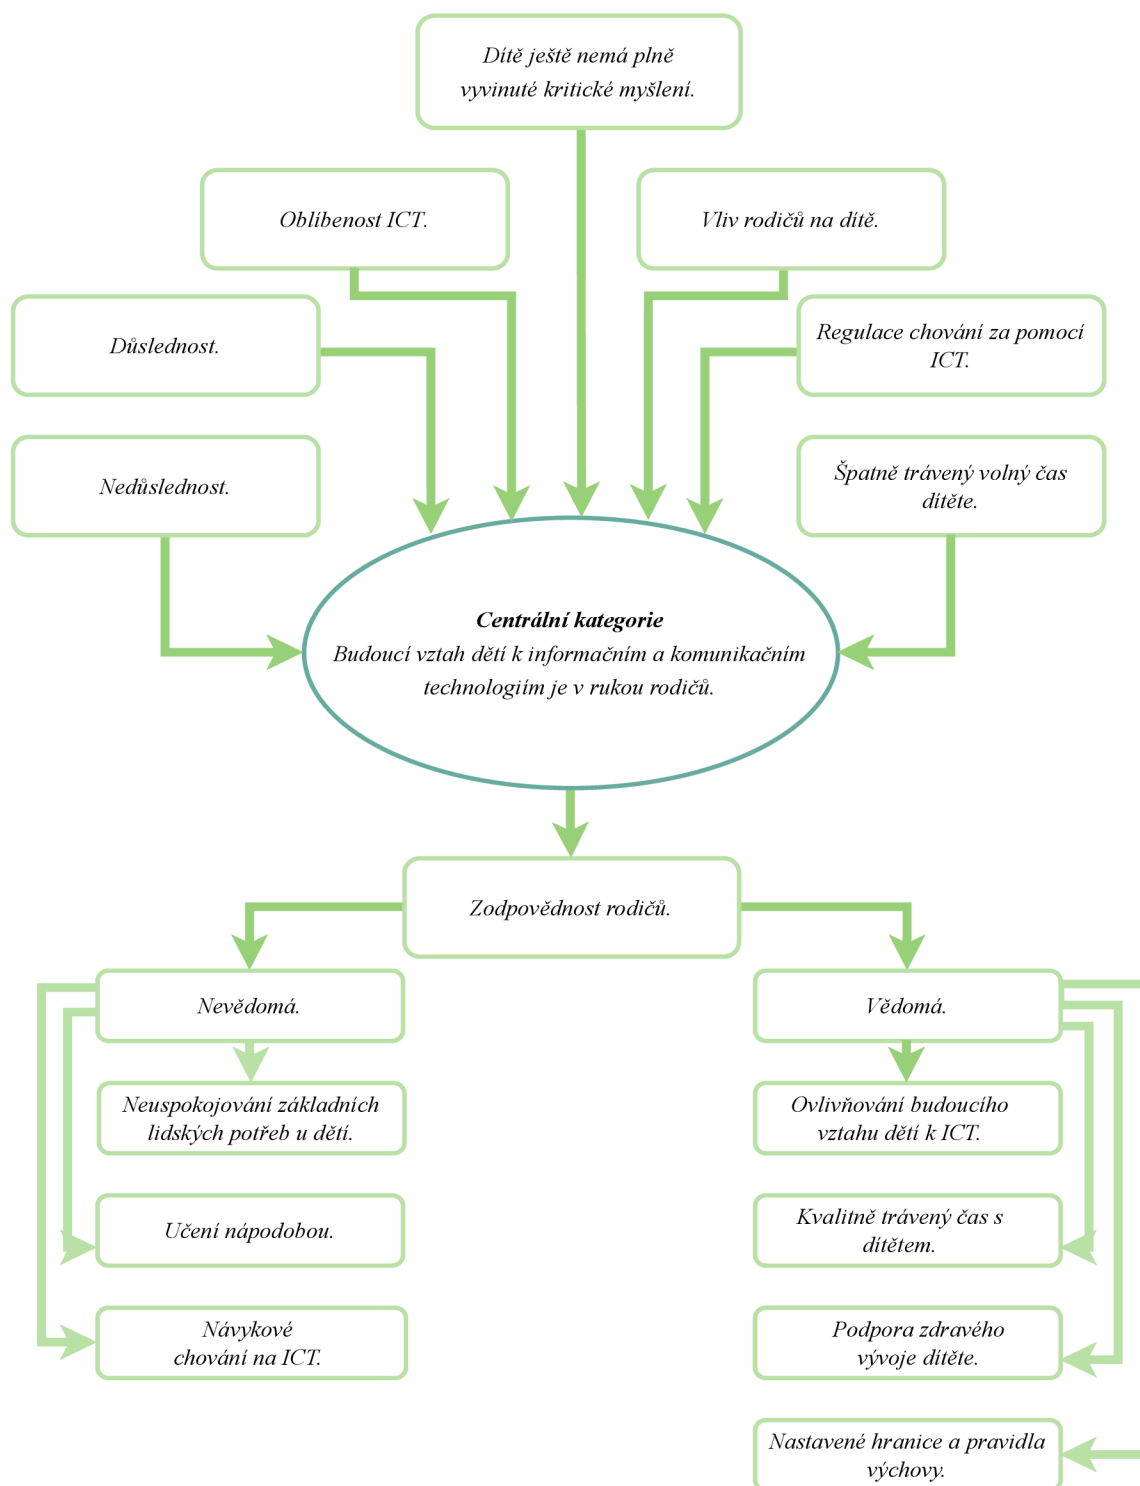 Dítě ještě nemá plně
vyvinuté kritické myšlení.
Oblíbenost ICT.
Vliv rodičů na dítě.
Důslednost.
Regulace chování za pomocí
ICT.
Nedůslednost.
Špatně trávený volný čas
dítěte.
Centrální kategorie
Budoucí vztah dětí k informačním a komunikačním
technologiím je v rukou rodičů.
Zodpovědnost rodičů.
Nevědomá.
Vědomá.
Neuspokojování základních
lidských potřeb u dětí.
Ovlivňování budoucího
vztahu dětí k ICT.
Učení nápodobou.
Kvalitně trávený čas s
dítětem.
Návykové
chování na ICT.
Podpora zdravého
vývoje dítěte.
Nastavené hranice a pravidla
výchovy.